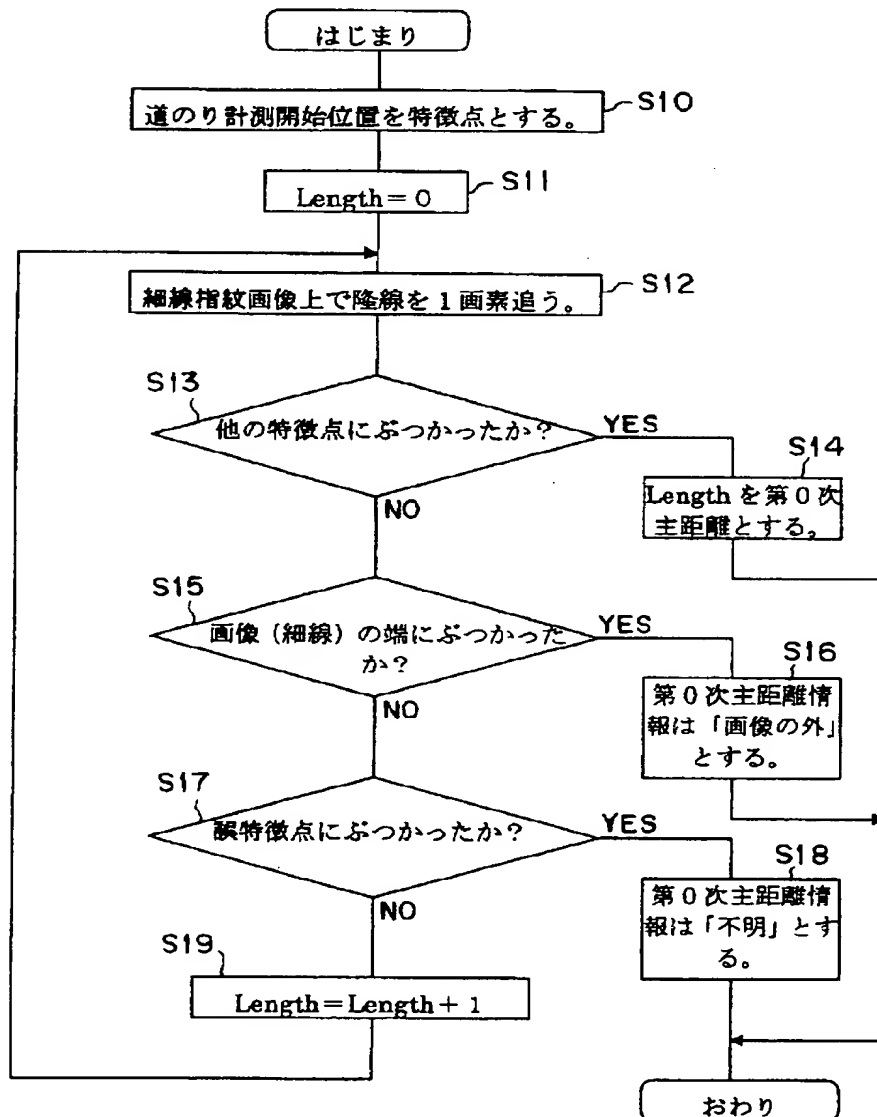 はじまり
道のり計測開始位置を特徴点とする。
S10
Length=0
S11
細線指紋画像上で隆線を1画素追う。
S12
S13
他の特徴点にぶつかったか?
YES
NO
S14
Lengthを第0次
主距離とする。
S15
画像(細線)の端にぶつかった
か?
YES
NO
S16
第0次主距離情
報は「画像の外」
とする。
S17
誤特徴点にぶつかったか?
YES
NO
S18
第0次主距離情
報は「不明」とす
る。
S19
Length=Length+1
おわり